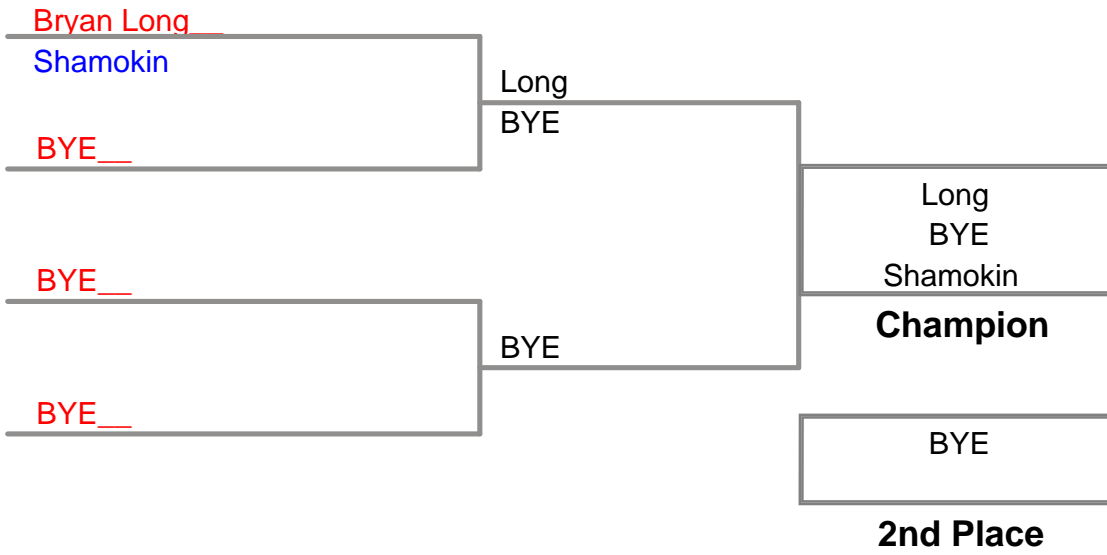 Bryan Long__
Shamokin
BYE__
BYE__
BYE__
Long
BYE
BYE
Long
BYE
Shamokin
Champion
BYE
2nd Place